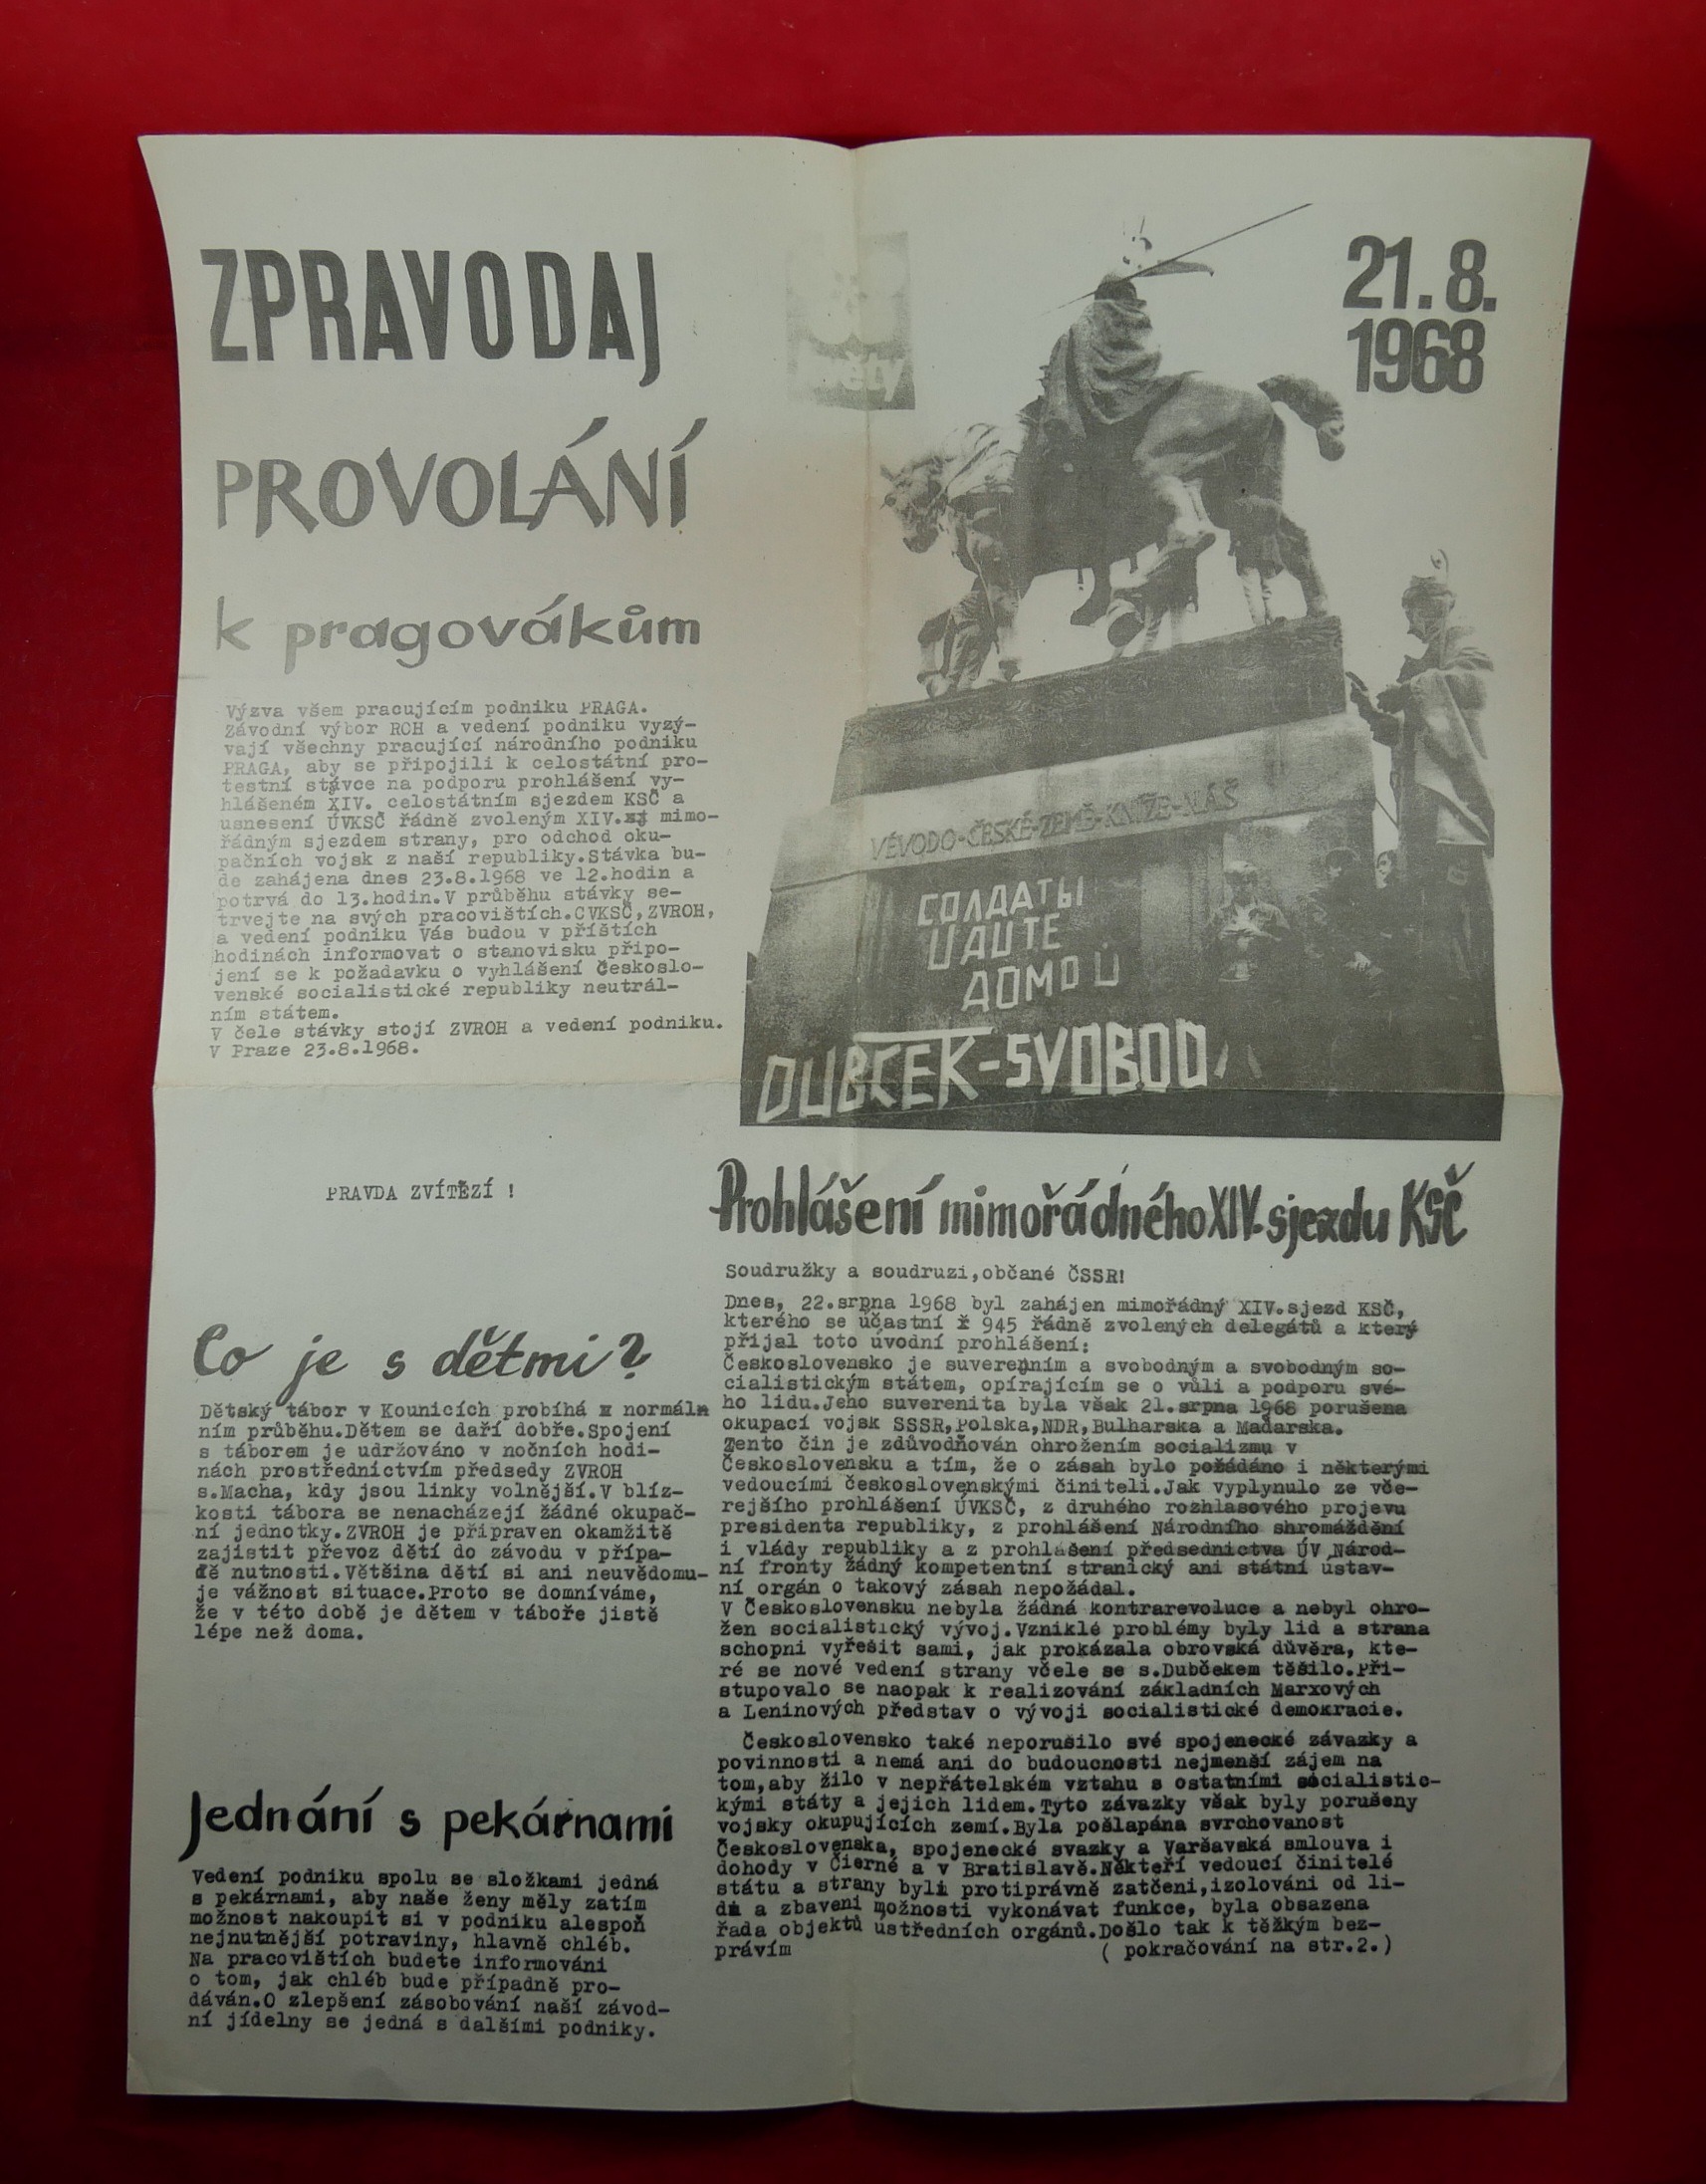 ZPRAVODAJ
PROVOLÁNÍ
k pragovákům
Výzva všem pracujícím podniku PRAGA.
Závodní výbor ROH a vedení podniku vyzý-
vají všechny pracující národního podniku
PRAGA, aby se připojili k celostátní pro-
testní stávce na podporu prohlášení vy-
hlášeném XIV. celostátním sjezdem KSČ a
usnesení ÚVKSČ řádně zvoleným XIV. mimo-
řádným sjezdem strany, pro odchod oku-
pačních vojsk z naší republiky.Stávka bu-
de zahájena dnes 23.8.1968 ve 12.hodin a
potrvá do 13.hodin.V průběhu stávky se-
trvejte na svých pracovištích.CVKSČ,ZVROH,
a vedení podniku Vás budou v příštích
hodinách informovat o stanovisku připo-
jení se k požadavku o vyhlášení Českoslo-
venské socialistické republiky neutrál-
ním státem.
V čele stávky stojí ZVROH a vedení podniku.
V Praze 23.8.1968.
PRAVDA ZVÍTĚZÍ !
Co je s dětmi?
Dětský tábor v Kounicích probíhá normáln
ním průběhu.Dětem se daří dobře.Spojení
s táborem je udržováno v nočních hodi-
nách prostřednictvím předsedy ZVROH
s.Macha, kdy jsou linky volnější.V blíz-
kosti tábora se nenacházejí žádné okupač-
ní jednotky.ZVROH je připraven okamžitě
zajistit převoz dětí do závodu v přípa-
dě nutnosti.Většina dětí si ani neuvědomu-
je vážnost situace.Proto se domníváme,
že v této době je dětem v táboře jistě
lépe než doma.
Jednání s pekárnami
Vedení podniku spolu se složkami jedná
s pekárnami, aby naše ženy měly zatím
možnost nakoupit si v podniku alespoň
nejnutnější potraviny, hlavně chléb.
Na pracovištích budete informováni
o tom, jak chléb bude případně pro-
dáván.O zlepšení zásobování naší závod-
ní jídelny se jedná s dalšími podniky.
21.8.
1968
světy
VÉVODO·ČESKÉ·ZEMĚ·KNÍŽE·NÁŠ
СОЛДАТЫ
ИДИТЕ
ДОМОЙ
DUBČEK-SVOBOD
Prohlášení mimořádného XIV. sjezdu KSČ
Soudružky a soudruzi,občané ČSSR!
Dnes, 22.srpna 1968 byl zahájen mimořádný XIV.sjezd KSČ,
kterého se účastní ř 945 řádně zvolených delegátů a který
přijal toto úvodní prohlášení:
Československo je suverenním a svobodným a svobodným so-
cialistickým státem, opírajícím se o vůli a podporu své-
ho lidu.Jeho suverenita byla však 21.srpna 1968 porušena
okupací vojsk SSSR,Polska,NDR,Bulharska a Maďarska.
Tento čin je zdůvodňován ohrožením socializmu v
Československu a tím, že o zásah bylo požádáno i některými
vedoucími československými činiteli.Jak vyplynulo ze vče-
rejšího prohlášení ÚVKSČ, z druhého rozhlasového projevu
presidenta republiky, z prohlášení Národního shromáždění
i vlády republiky a z prohlášení předsednictva ÚV Národ-
ní fronty žádný kompetentní stranický ani státní ústav-
ní orgán o takový zásah nepožádal.
V Československu nebyla žádná kontrarevoluce a nebyl ohro-
žen socialistický vývoj.Vzniklé problémy byly lid a strana
schopni vyřešit sami, jak prokázala obrovská důvěra, kte-
ré se nové vedení strany včele se s.Dubčekem těšilo.Při-
stupovalo se naopak k realizování základních Marxových
a Leninových představ o vývoji socialistické demokracie.
Československo také neporušilo své spojenecké závazky a
povinnosti a nemá ani do budoucnosti nejmenší zájem na
tom,aby žilo v nepřátelském vztahu s ostatními socialistic-
kými státy a jejich lidem.Tyto závazky však byly porušeny
vojsky okupujících zemí.Byla pošlapána svrchovanost
Československa, spojenecké svazky a Varšavská smlouva i
dohody v Čierné a v Bratislavě.Někteří vedoucí činitelé
státu a strany byli protiprávně zatčeni,izolováni od li-
du a zbaveni možnosti vykonávat funkce, byla obsazena
řada objektů ústředních orgánů.Došlo tak k těžkým bez-
právím ( pokračování na str.2.)